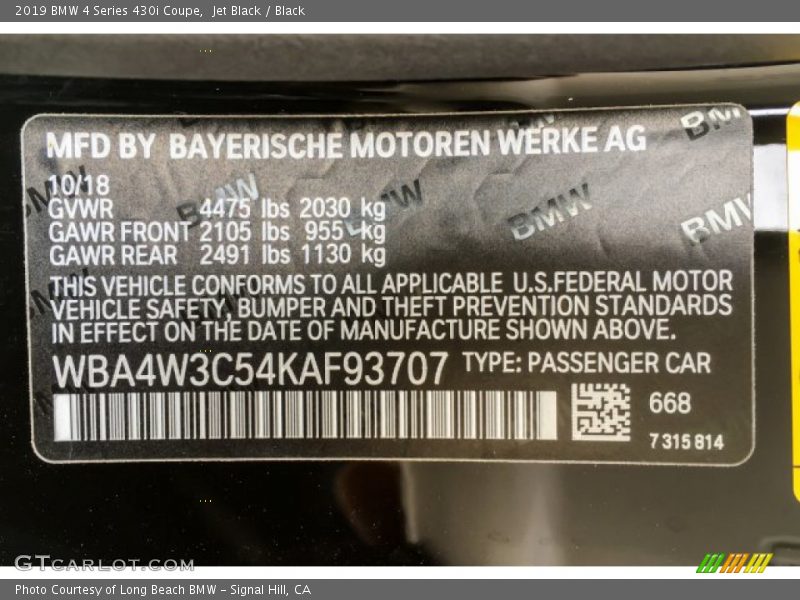 2019 BMW 4 Series 430i Coupe,  Jet Black / Black
MFD BY BAYERISCHE MOTOREN WERKE AG
10/18
GVWR 4475 lbs 2030 kg
GAWR FRONT 2105 lbs 955 kg
GAWR REAR 2491 lbs 1130 kg
THIS VEHICLE CONFORMS TO ALL APPLICABLE U.S.FEDERAL MOTOR
VEHICLE SAFETY, BUMPER AND THEFT PREVENTION STANDARDS
IN EFFECT ON THE DATE OF MANUFACTURE SHOWN ABOVE.
WBA4W3C54KAF93707 TYPE: PASSENGER CAR
668
7 315 814
BMW
BMW
BMW
BMW
GTCARLOT.COM
Photo Courtesy of Long Beach BMW – Signal Hill, CA